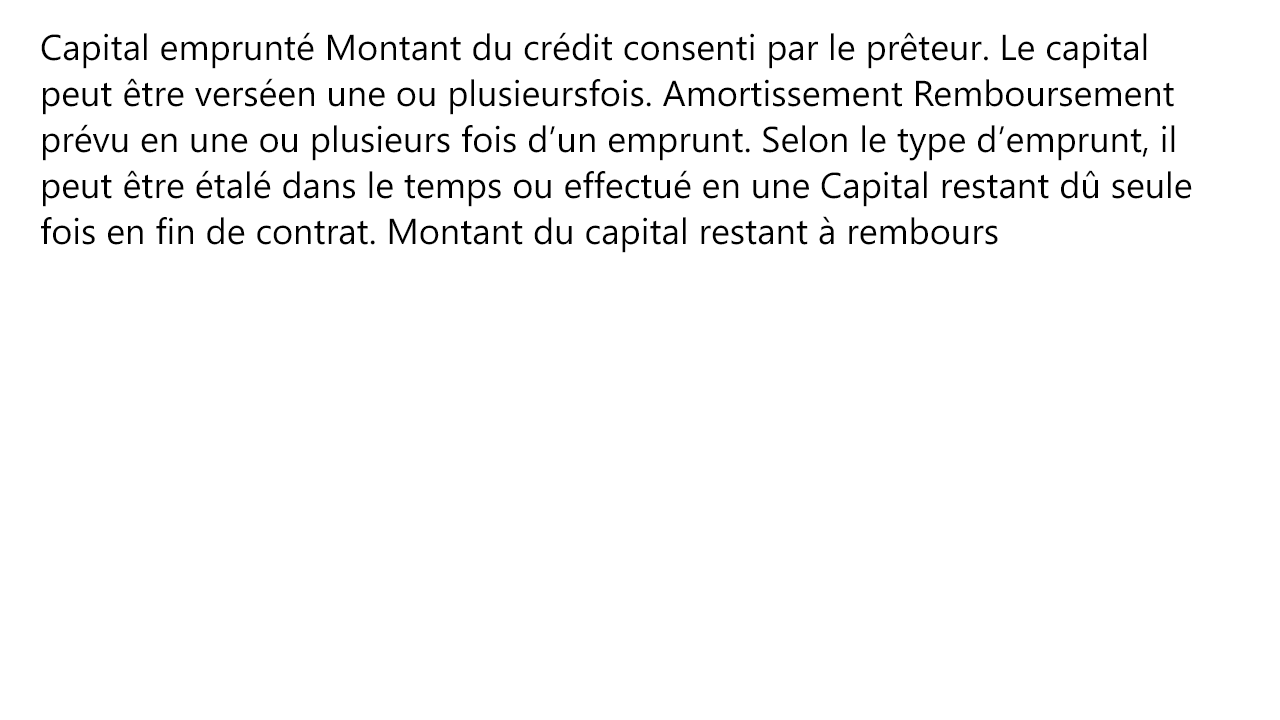 Capital emprunté Montant du crédit consenti par le prêteur. Le capital
peut être verséen une ou plusieursfois. Amortissement Remboursement
prévu en une ou plusieurs fois d’un emprunt. Selon le type d’emprunt, il
peut être étalé dans le temps ou effectué en une Capital restant dû seule
fois en fin de contrat. Montant du capital restant à rembours